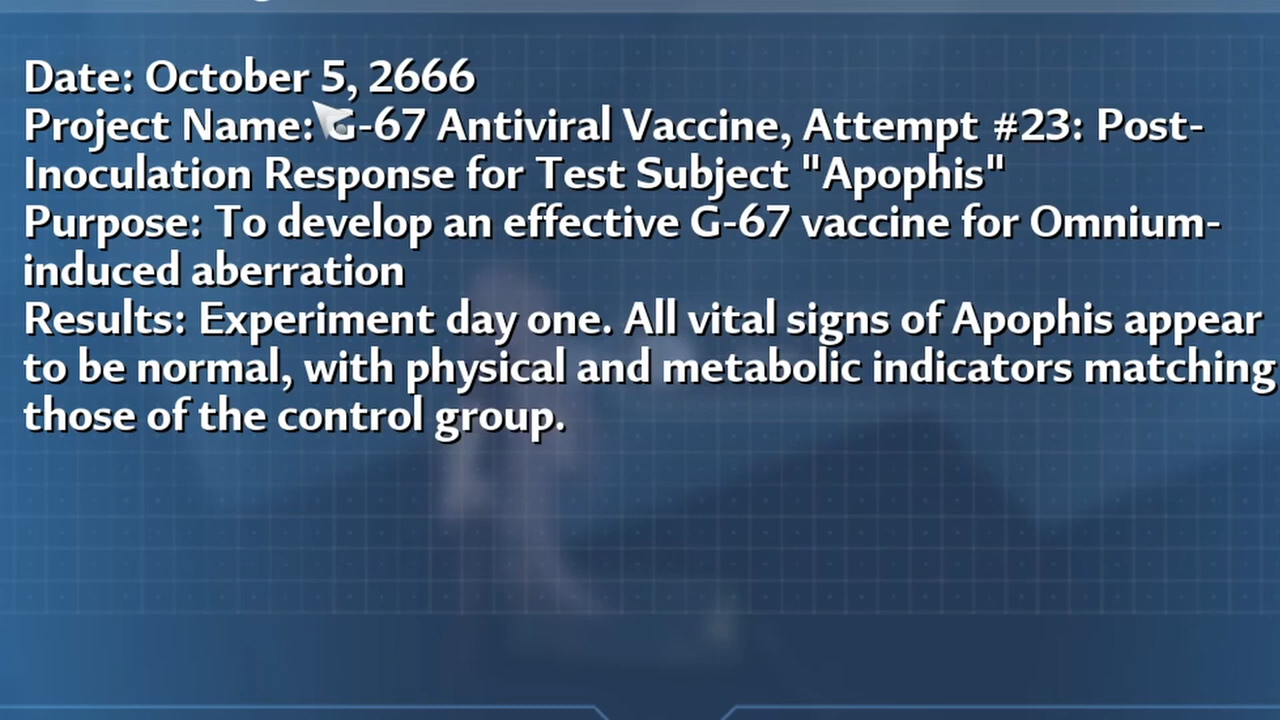 Date: October 5, 2666
Project Name: G-67 Antiviral Vaccine, Attempt #23: Post-
Inoculation Response for Test Subject "Apophis"
Purpose: To develop an effective G-67 vaccine for Omnium-
induced aberration
Results: Experiment day one. All vital signs of Apophis appear
to be normal, with physical and metabolic indicators matching
those of the control group.